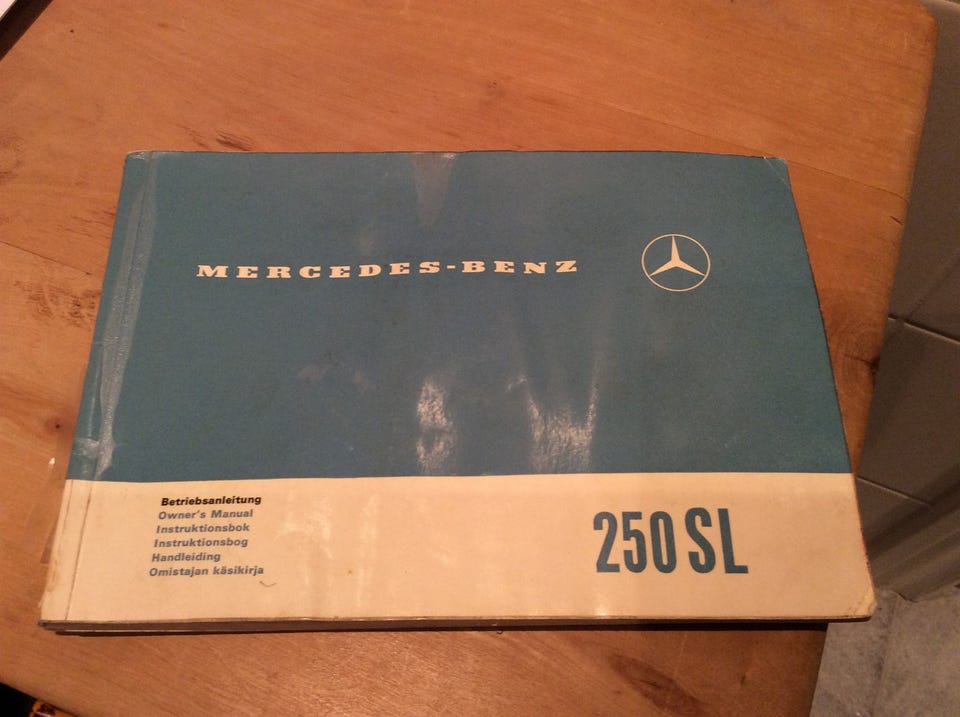 MERCEDES-BENZ
Betriebsanleitung
Owner's Manual
Instruktionsbok
Instruktionsbog
Handleiding
Omistajan käsikirja
250 SL